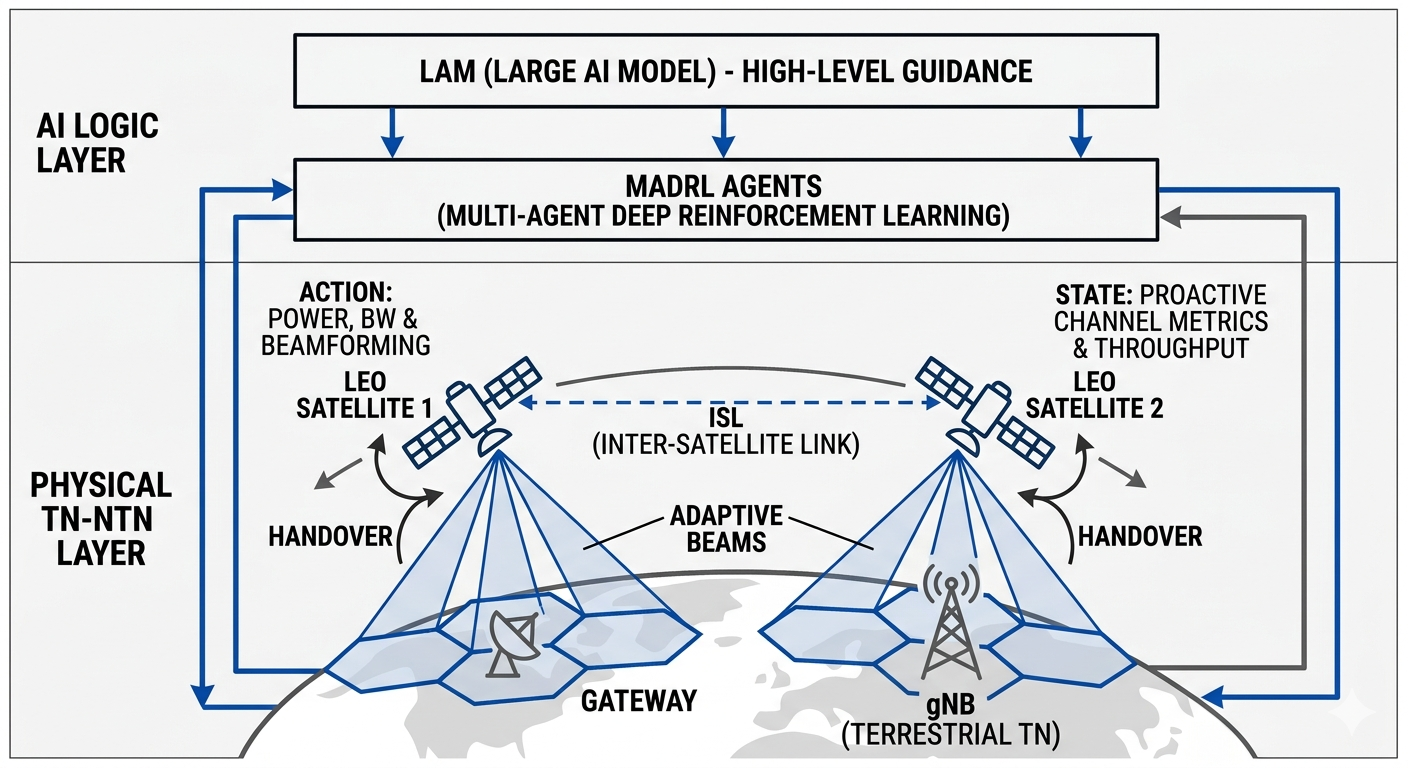 LAM (LARGE AI MODEL) - HIGH-LEVEL GUIDANCE
AI LOGIC
LAYER
MADRL AGENTS
(MULTI-AGENT DEEP REINFORCEMENT LEARNING)
ACTION:
POWER, BW &
BEAMFORMING
STATE: PROACTIVE
CHANNEL METRICS
& THROUGHPUT
LEO
SATELLITE 1
LEO
SATELLITE 2
ISL
(INTER-SATELLITE LINK)
PHYSICAL
TN-NTN
LAYER
HANDOVER
ADAPTIVE
BEAMS
HANDOVER
GATEWAY
gNB
(TERRESTRIAL TN)